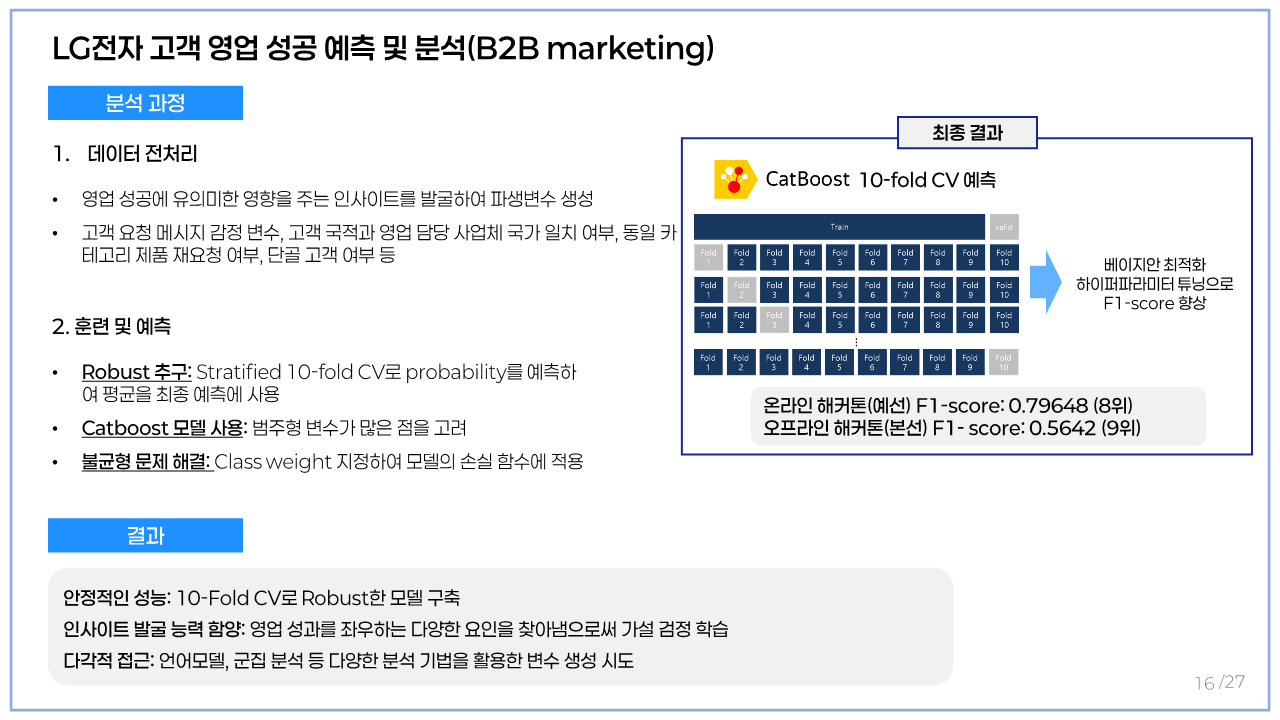 LG전자 고객 영업 성공 예측 및 분석(B2B marketing)
분석 과정
1. 데이터 전처리
• 영업 성공에 유의미한 영향을 주는 인사이트를 발굴하여 파생변수 생성
• 고객 요청 메시지 감정 변수, 고객 국적과 영업 담당 사업체 국가 일치 여부, 동일 카
테고리 제품 재요청 여부, 단골 고객 여부 등
2. 훈련 및 예측
• Robust 추구: Stratified 10-fold CV로 probability를 예측하
여 평균을 최종 예측에 사용
• Catboost 모델 사용: 범주형 변수가 많은 점을 고려
• 불균형 문제 해결: Class weight 지정하여 모델의 손실 함수에 적용
최종 결과
CatBoost 10-fold CV 예측
Train valid
Fold 1 Fold 2 Fold 3 Fold 4 Fold 5 Fold 6 Fold 7 Fold 8 Fold 9 Fold 10
Fold 1 Fold 2 Fold 3 Fold 4 Fold 5 Fold 6 Fold 7 Fold 8 Fold 9 Fold 10
Fold 1 Fold 2 Fold 3 Fold 4 Fold 5 Fold 6 Fold 7 Fold 8 Fold 9 Fold 10
Fold 1 Fold 2 Fold 3 Fold 4 Fold 5 Fold 6 Fold 7 Fold 8 Fold 9 Fold 10
베이지안 최적화
하이퍼파라미터 튜닝으로
F1-score 향상
온라인 해커톤(예선) F1-score: 0.79648 (8위)
오프라인 해커톤(본선) F1- score: 0.5642 (9위)
결과
안정적인 성능: 10-Fold CV로 Robust한 모델 구축
인사이트 발굴 능력 함양: 영업 성과를 좌우하는 다양한 요인을 찾아냄으로써 가설 검정 학습
다각적 접근: 언어모델, 군집 분석 등 다양한 분석 기법을 활용한 변수 생성 시도
16 /27